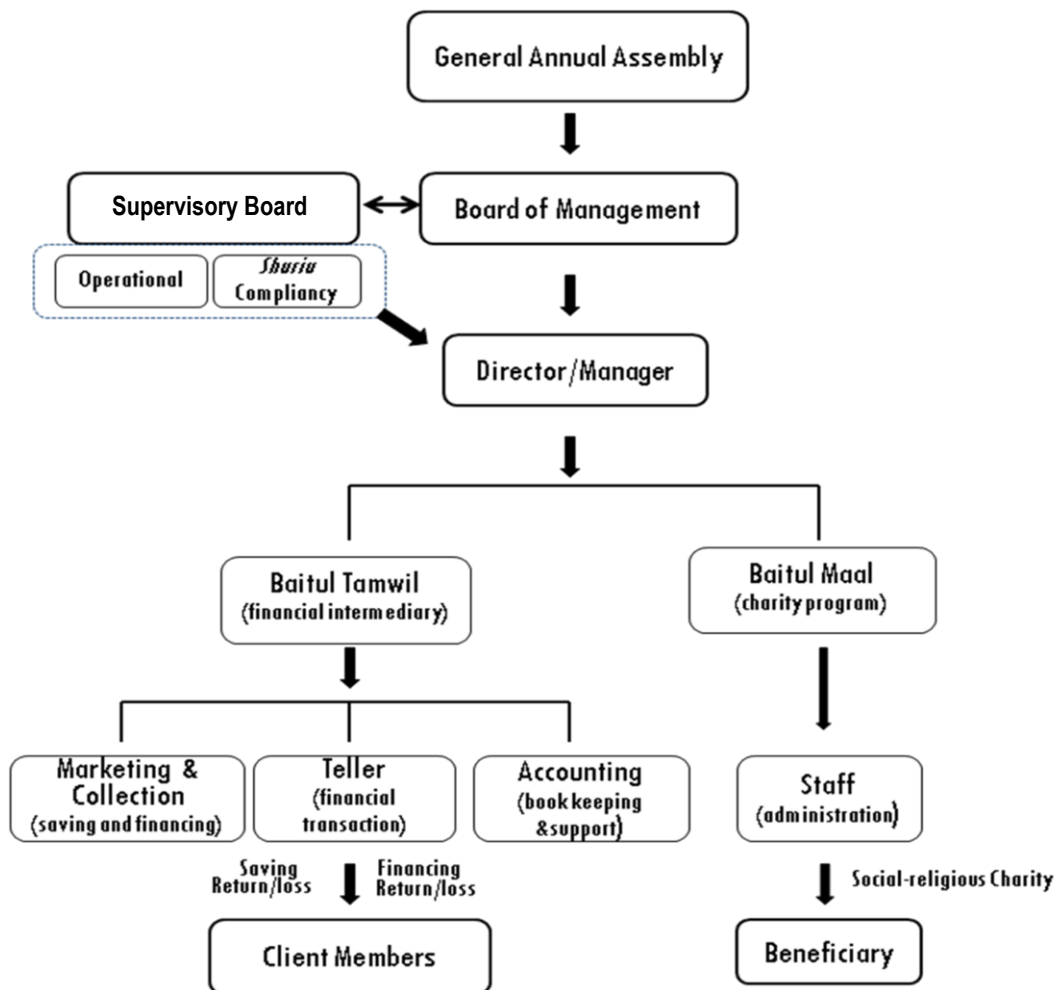 General Annual Assembly
Supervisory Board
Board of Management
Operational
Sharia
Compliancy
Director/Manager
Baitul Tamwil
(financial intermediary)
Baitul Maal
(charity program)
Marketing &
Collection
(saving and financing)
Teller
(financial
transaction)
Accounting
(book keeping
&support)
Staff
(administration)
Saving
Return/loss
Financing
Return/loss
Social-religious Charity
Client Members
Beneficiary